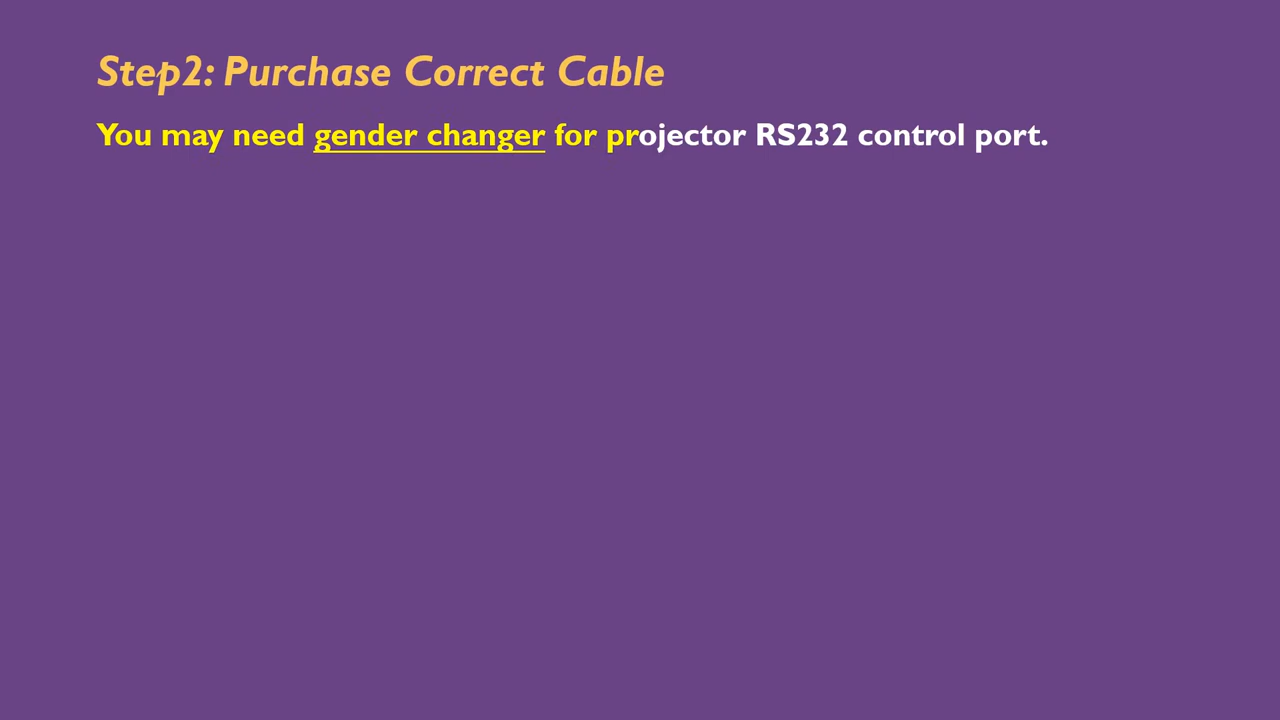 Step2: Purchase Correct Cable
You may need gender changer for projector RS232 control port.